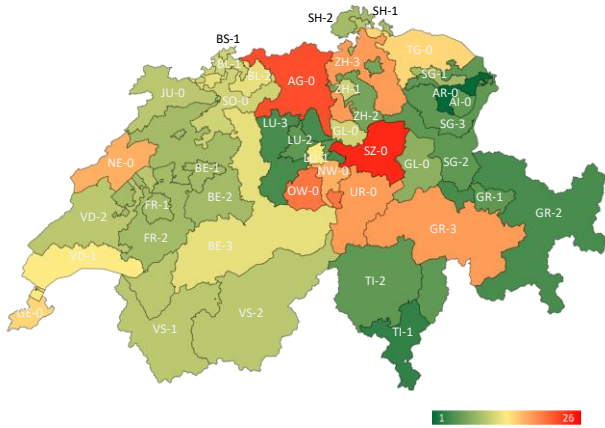 SH-1
SH-2
BS-1
ZH-3
TG-0
BL-1
BL-2
SG-1
AG-0
JU-0
ZH-1
AR-0
SO-0
AI-0
ZH-2
LU-3
SG-3
GL-0
LU-2
SZ-0
LU-1
NE-0
BE-1
NW-0
GL-0
SG-2
OW-0
UR-0
BE-2
GR-1
FR-1
VD-2
GR-2
GR-3
FR-2
BE-3
VD-1
TI-2
GE-0
VS-2
VS-1
TI-1
1
26